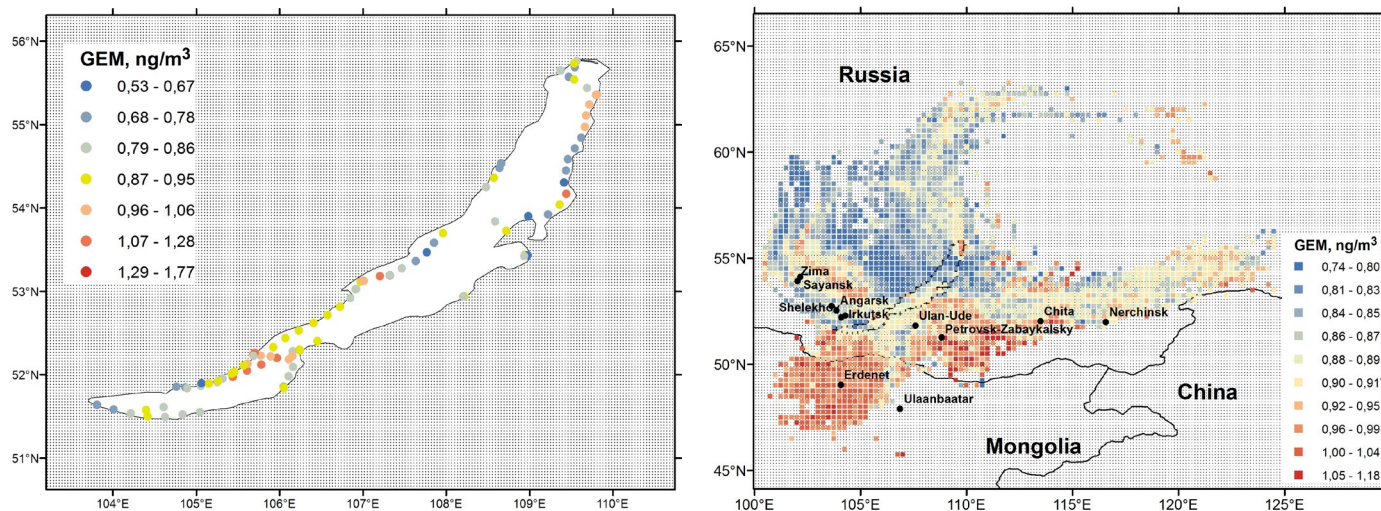 56°N
55°N
54°N
53°N
52°N
51°N
104°E
105°E
106°E
107°E
108°E
109°E
110°E
GEM, ng/m³
0,53 - 0,67
0,68 - 0,78
0,79 - 0,86
0,87 - 0,95
0,96 - 1,06
1,07 - 1,28
1,29 - 1,77
65°N
60°N
55°N
50°N
45°N
100°E
105°E
110°E
115°E
120°E
125°E
Russia
Zima
Sayansk
Angarsk
Shelekhov
Irkutsk
Ulan-Ude
Chita
Nerchinsk
Petrovsk-Zabaykalsky
Erdenet
Ulaanbaatar
China
Mongolia
GEM, ng/m³
0,74 - 0,80
0,81 - 0,83
0,84 - 0,85
0,86 - 0,87
0,88 - 0,89
0,90 - 0,91
0,92 - 0,95
0,96 - 0,99
1,00 - 1,04
1,05 - 1,18